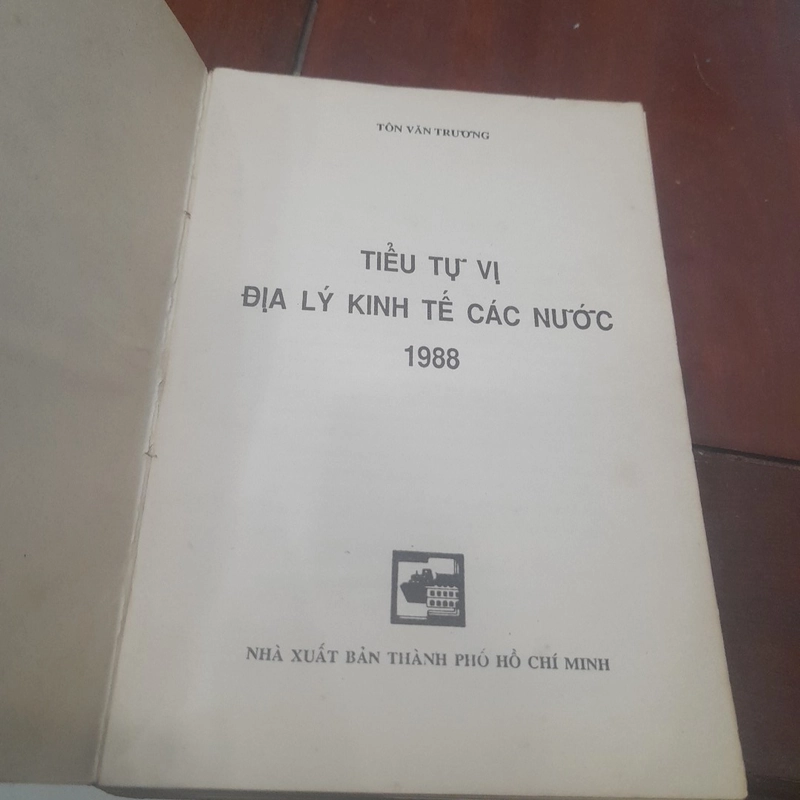 TÔN VĂN TRƯƠNG
TIỂU TỰ VỊ
ĐỊA LÝ KINH TẾ CÁC NƯỚC
1988
NHÀ XUẤT BẢN THÀNH PHỐ HỒ CHÍ MINH